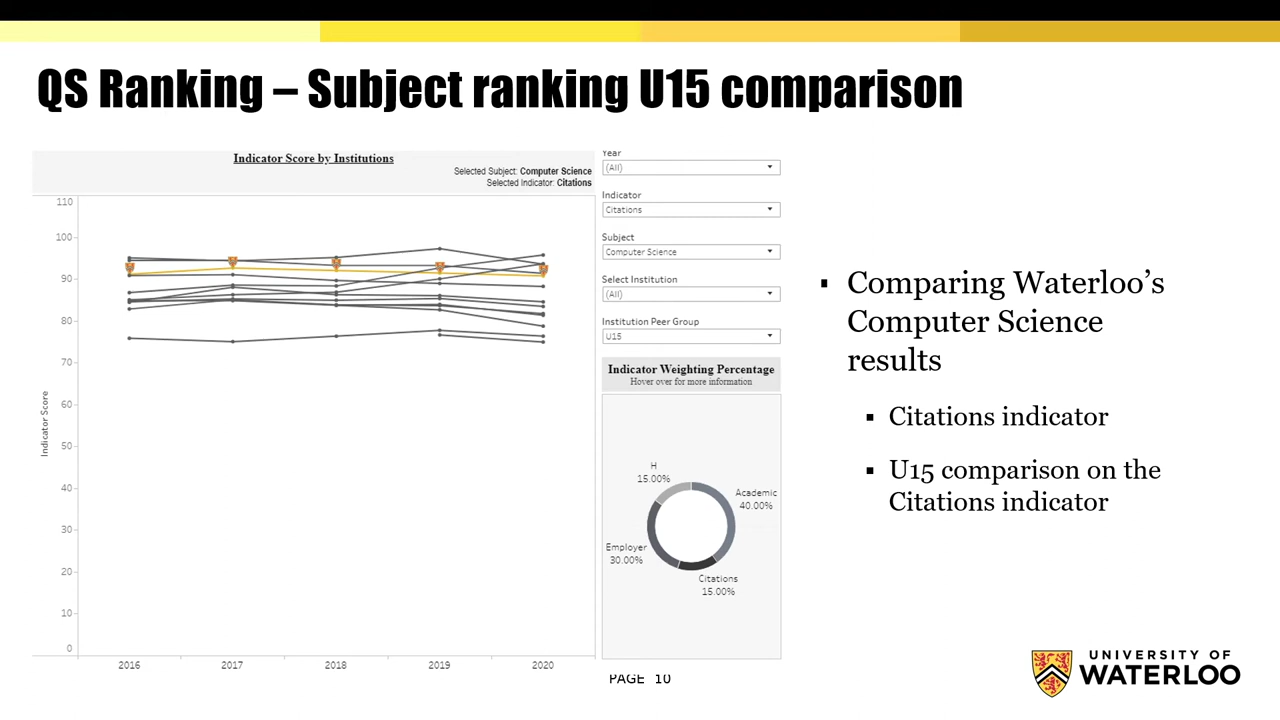 QS Ranking – Subject ranking U15 comparison
Indicator Score by Institutions
Selected Subject: Computer Science
Selected Indicator: Citations
110
100
90
80
70
60
50
40
30
20
10
0
Indicator Score
2016
2017
2018
2019
2020
Year
(All)
Indicator
Citations
Subject
Computer Science
Select Institution
(All)
Institution Peer Group
U15
Indicator Weighting Percentage
Hover over for more information
H
15.00%
Academic
40.00%
Employer
30.00%
Citations
15.00%
▪ Comparing Waterloo’s
Computer Science
results
▪ Citations indicator
▪ U15 comparison on the
Citations indicator
PAGE 10
UNIVERSITY OF
WATERLOO